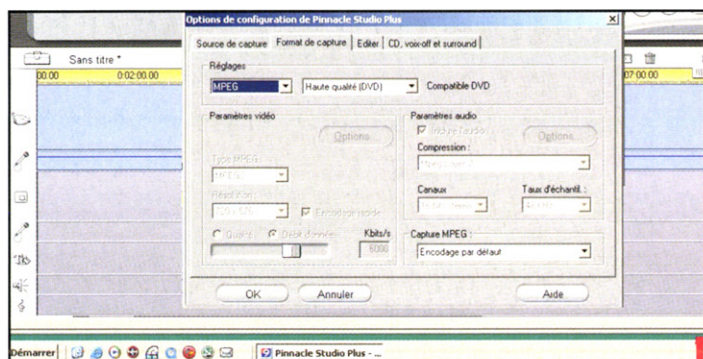 Options de configuration de Pinnacle Studio Plus
Source de capture Format de capture Editer CD, voix-off et surround
Sans titre *
00.00 0:02:00.00 07:00.00
Réglages
MPEG Haute qualité (DVD) Compatible DVD
Paramètres vidéo Paramètres audio
Options... Inclure l'audio Options...
Type MPEG: Compression :
Canaux Taux d'échantil. :
720 x 576 Encodage rapide
Débit données Kbits/s Capture MPEG :
6000 Encodage par défaut
OK Annuler Aide
Démarrer Pinnacle Studio Plus - ...